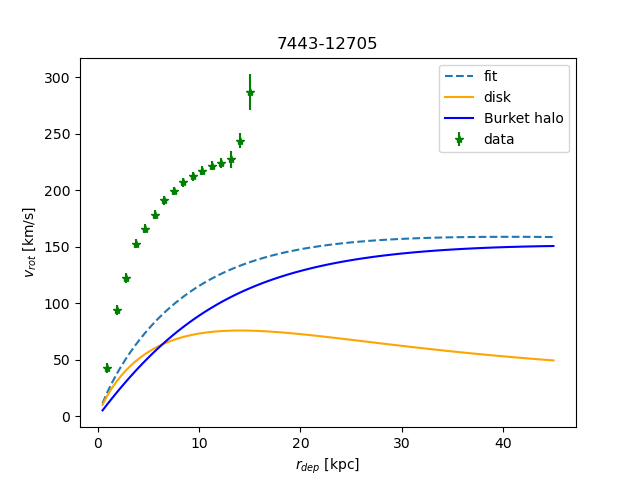 7443-12705
fit
disk
Burket halo
data
300
250
200
150
100
50
0
v_rot [km/s]
0 10 20 30 40
r_dep [kpc]